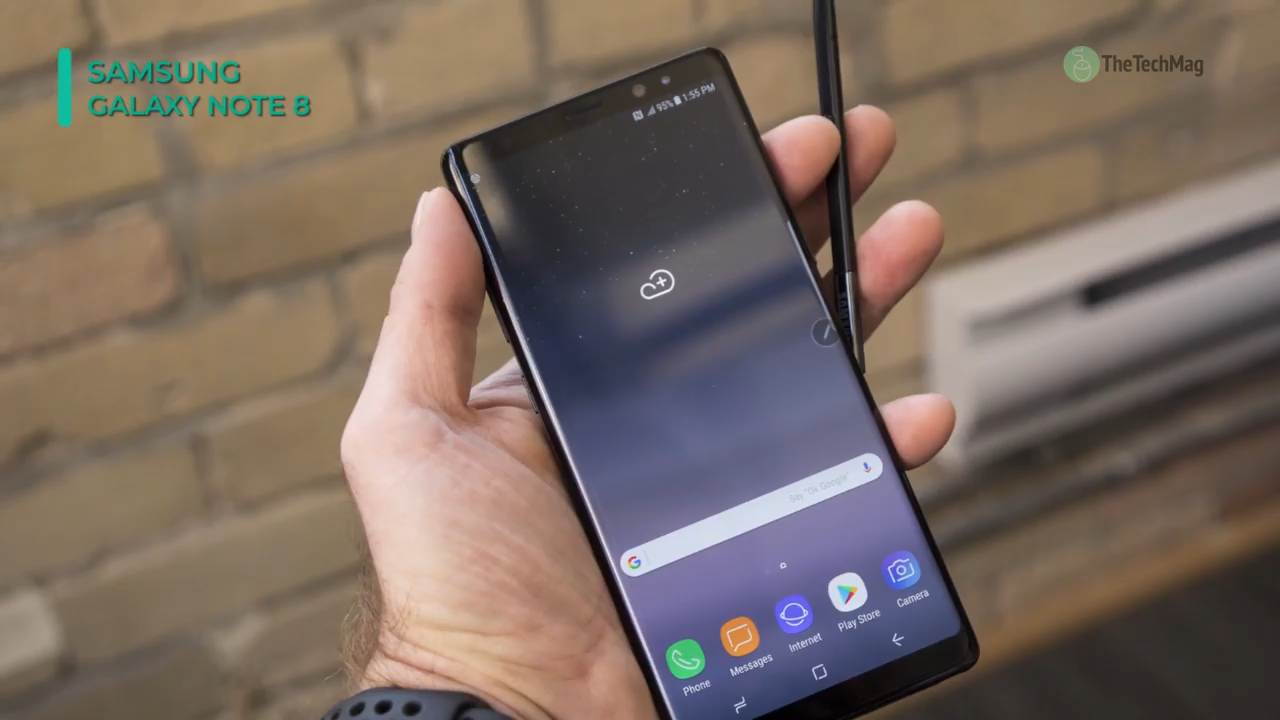 SAMSUNG
GALAXY NOTE 8
TheTechMag
95% 1:55 PM
Say "Ok Google"
Phone
Messages
Internet
Play Store
Camera